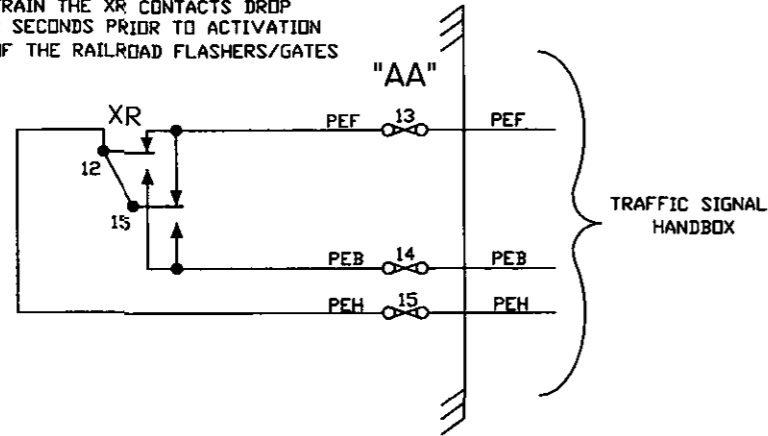 TRAIN THE XR CONTACTS DROP
SECONDS PRIOR TO ACTIVATION
OF THE RAILROAD FLASHERS/GATES
"AA"
XR
PEF 13 PEF
12
15
TRAFFIC SIGNAL
HANDBOX
PEB 14 PEB
PEH 15 PEH